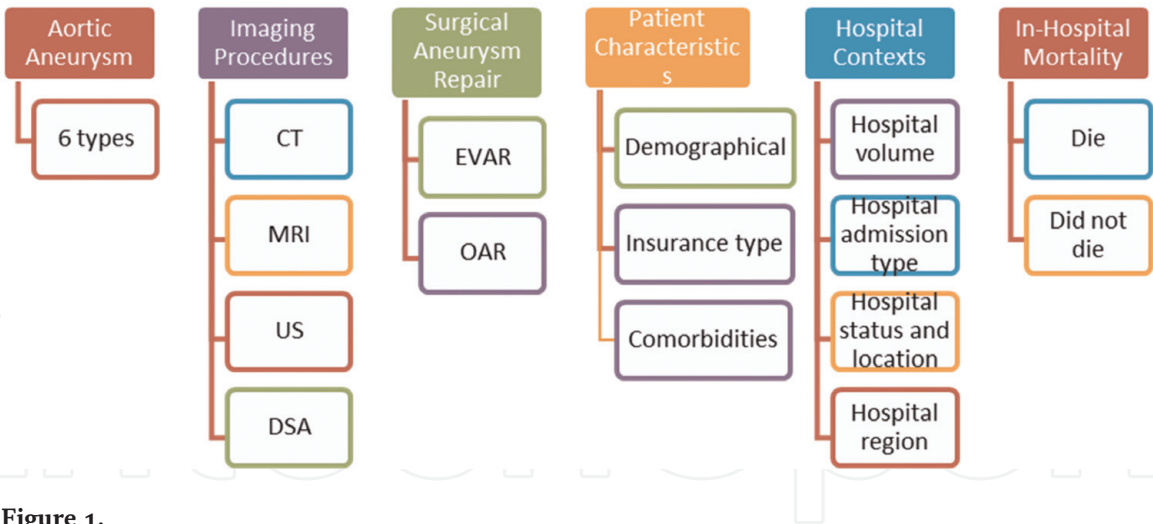 Aortic
Aneurysm
6 types
Imaging
Procedures
CT
MRI
US
DSA
Surgical
Aneurysm
Repair
EVAR
OAR
Patient
Characteristic
s
Demographical
Insurance type
Comorbidities
Hospital
Contexts
Hospital
volume
Hospital
admission
type
Hospital
status and
location
Hospital
region
In-Hospital
Mortality
Die
Did not
die
Figure 1.